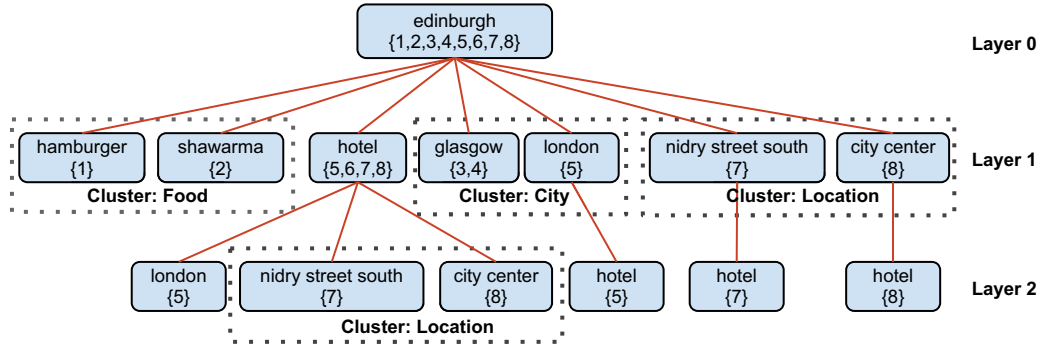 edinburgh
{1,2,3,4,5,6,7,8}
Layer 0
hamburger
{1}
shawarma
{2}
Cluster: Food
hotel
{5,6,7,8}
glasgow
{3,4}
london
{5}
Cluster: City
nidry street south
{7}
city center
{8}
Cluster: Location
Layer 1
london
{5}
nidry street south
{7}
city center
{8}
Cluster: Location
hotel
{5}
hotel
{7}
hotel
{8}
Layer 2